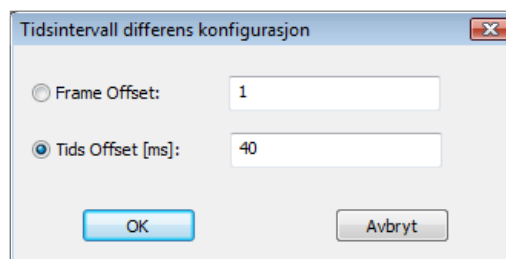 Tidsintervall differens konfigurasjon
Frame Offset: 1
Tids Offset [ms]: 40
OK Avbryt